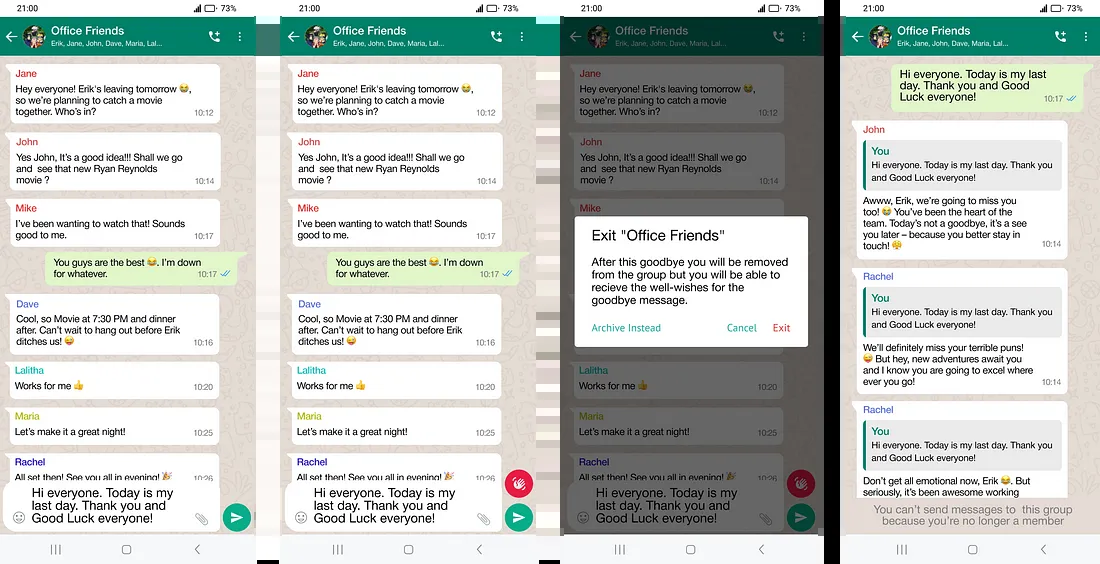 21:00
73%
Office Friends
Erik, Jane, John, Dave, Maria, Lal...
Jane
Hey everyone! Erik's leaving tomorrow 😭,
so we're planning to catch a movie
together. Who's in?
10:12
John
Yes John, It's a good idea!!! Shall we go
and see that new Ryan Reynolds
movie ?
10:14
Mike
I've been wanting to watch that! Sounds
good to me.
10:17
You guys are the best 😂. I'm down
for whatever.
10:17
Dave
Cool, so Movie at 7:30 PM and dinner
after. Can't wait to hang out before Erik
ditches us! 😜
10:16
Lalitha
Works for me 👍
10:20
Maria
Let's make it a great night!
10:25
Rachel
All set then! See you all in evening! 🎉
10:26
Hi everyone. Today is my
last day. Thank you and
Good Luck everyone!
21:00
73%
Office Friends
Erik, Jane, John, Dave, Maria, Lal...
Jane
Hey everyone! Erik's leaving tomorrow 😭,
so we're planning to catch a movie
together. Who's in?
10:12
John
Yes John, It's a good idea!!! Shall we go
and see that new Ryan Reynolds
movie ?
10:14
Mike
I've been wanting to watch that! Sounds
good to me.
10:17
You guys are the best 😂. I'm down
for whatever.
10:17
Dave
Cool, so Movie at 7:30 PM and dinner
after. Can't wait to hang out before Erik
ditches us! 😜
10:16
Lalitha
Works for me 👍
10:20
Maria
Let's make it a great night!
10:25
Rachel
All set then! See you all in evening! 🎉
10:26
Hi everyone. Today is my
last day. Thank you and
Good Luck everyone!
21:00
73%
Office Friends
Erik, Jane, John, Dave, Maria, Lal...
Jane
Hey everyone! Erik's leaving tomorrow 😭,
so we're planning to catch a movie
together. Who's in?
10:12
John
Yes John, It's a good idea!!! Shall we go
and see that new Ryan Reynolds
movie ?
10:14
Mike
Exit "Office Friends"
After this goodbye you will be removed
from the group but you will be able to
recieve the well-wishes for the
goodbye message.
Archive Instead
Cancel
Exit
Lalitha
Works for me 👍
10:20
Maria
Let's make it a great night!
10:25
Rachel
All set then! See you all in evening! 🎉
10:26
Hi everyone. Today is my
last day. Thank you and
Good Luck everyone!
21:00
73%
Office Friends
Erik, Jane, John, Dave, Maria, Lal...
Hi everyone. Today is my last
day. Thank you and Good
Luck everyone!
10:17
John
You
Hi everyone. Today is my last day. Thank you
and Good Luck everyone!
Awww, Erik, we're going to miss you
too! 😭 You've been the heart of the
team. Today's not a goodbye, it's a see
you later – because you better stay in
touch! 😤
10:14
Rachel
You
Hi everyone. Today is my last day. Thank you
and Good Luck everyone!
We'll definitely miss your terrible puns!
😜 But hey, new adventures await you
and I know you are going to excel where
ever you go!
10:14
Rachel
You
Hi everyone. Today is my last day. Thank you
and Good Luck everyone!
Don't get all emotional now, Erik 😂. But
seriously, it's been awesome working
You can't send messages to this group
because you're no longer a member